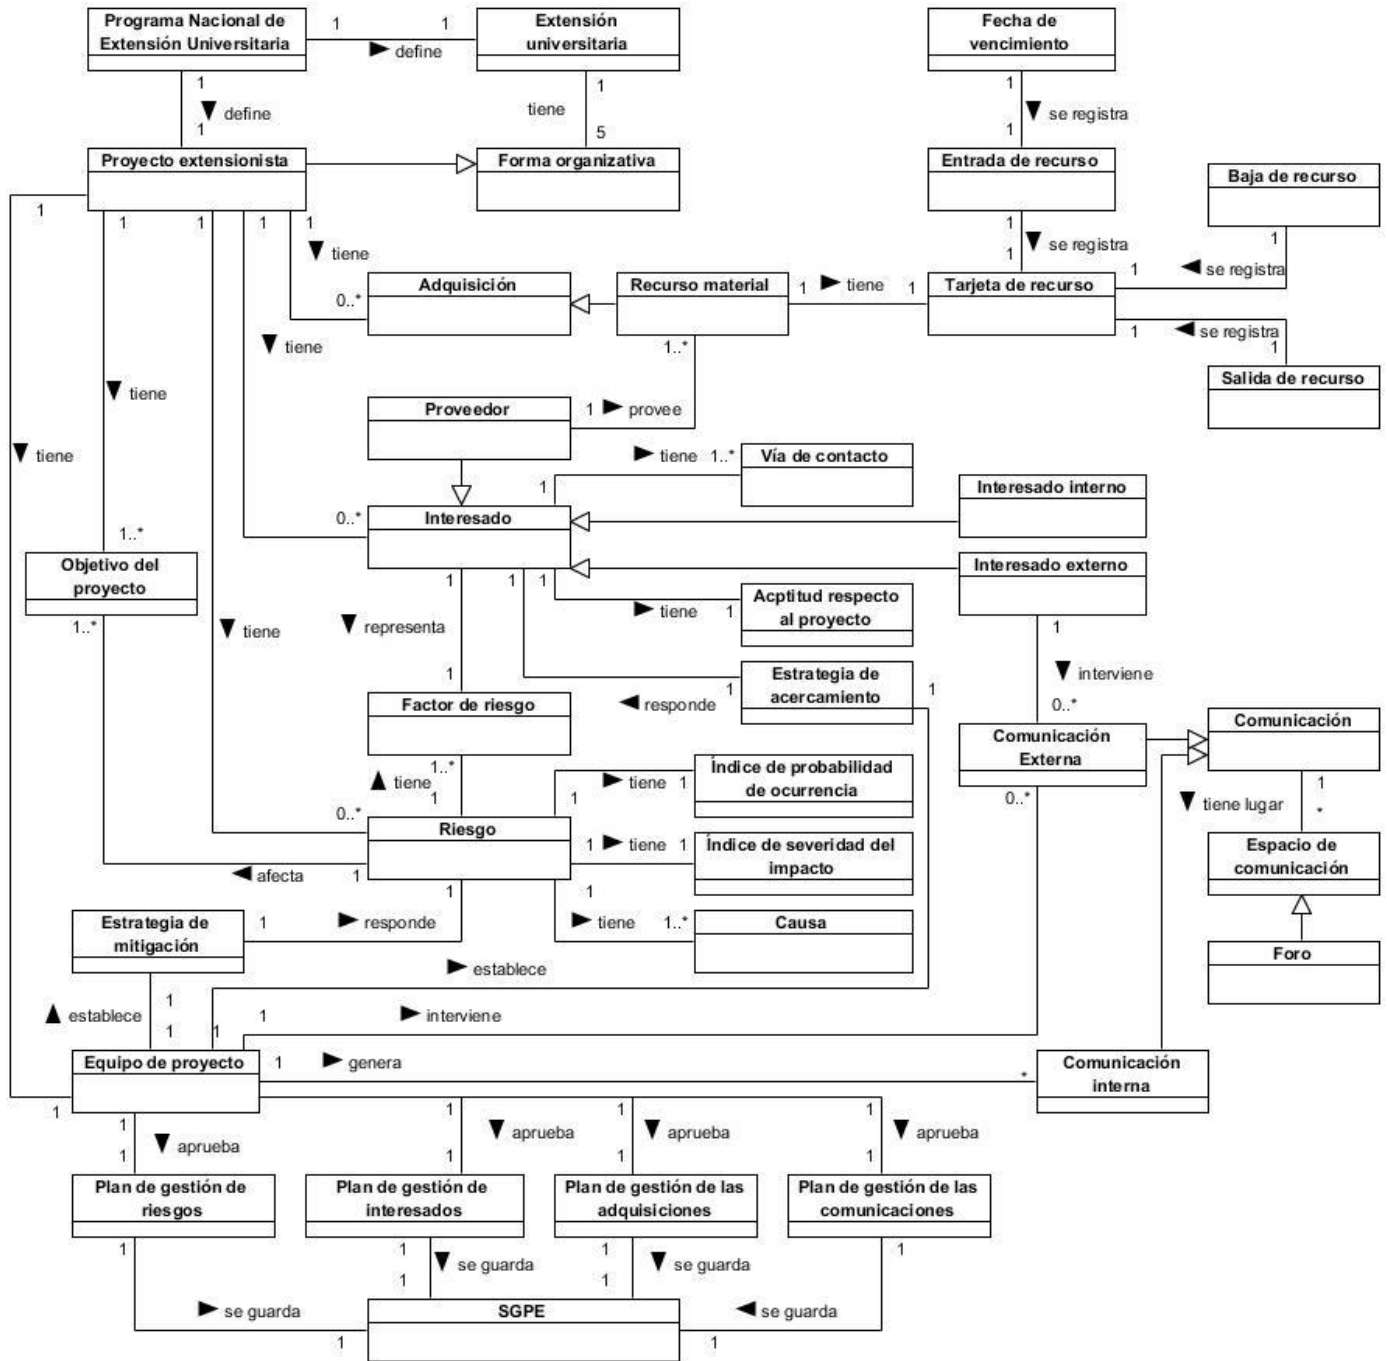 Programa Nacional de
Extensión Universitaria
1
1
define
Extensión
universitaria
Fecha de
vencimiento
1
define
1
1
tiene
5
1
se registra
1
Proyecto extensionista
Forma organizativa
Entrada de recurso
Baja de recurso
1
1
1
1
1
tiene
1
se registra
1
1
1
se registra
0..*
Adquisición
Recurso material
1
tiene
1
Tarjeta de recurso
1
se registra
1
1..*
tiene
Salida de recurso
tiene
Proveedor
1
provee
tiene
tiene
1..*
Vía de contacto
1
Interesado interno
0..*
Interesado
1..*
Objetivo del
proyecto
Interesado externo
1
1
1
tiene
1
Acptitud respecto
al proyecto
1..*
tiene
representa
1
1
interviene
0..*
responde
1
Estrategia de
acercamiento
1
Factor de riesgo
1..*
tiene
1
Comunicación
Externa
Comunicación
1
tiene
1
Índice de probabilidad
de ocurrencia
0..*
1
tiene lugar
*
0..*
Riesgo
1
tiene
1
Índice de severidad del
impacto
Espacio de
comunicación
afecta
1
1
1
tiene
1..*
Causa
Estrategia de
mitigación
1
responde
establece
Foro
1
establece
1
1
1
interviene
Equipo de proyecto
1
genera
*
Comunicación
interna
1
1
aprueba
1
1
aprueba
1
1
aprueba
1
1
aprueba
1
Plan de gestión de
riesgos
Plan de gestión de
interesados
Plan de gestión de las
adquisiciones
Plan de gestión de las
comunicaciones
1
1
se guarda
1
1
se guarda
1
1
se guarda
1
SGPE
se guarda
1
1